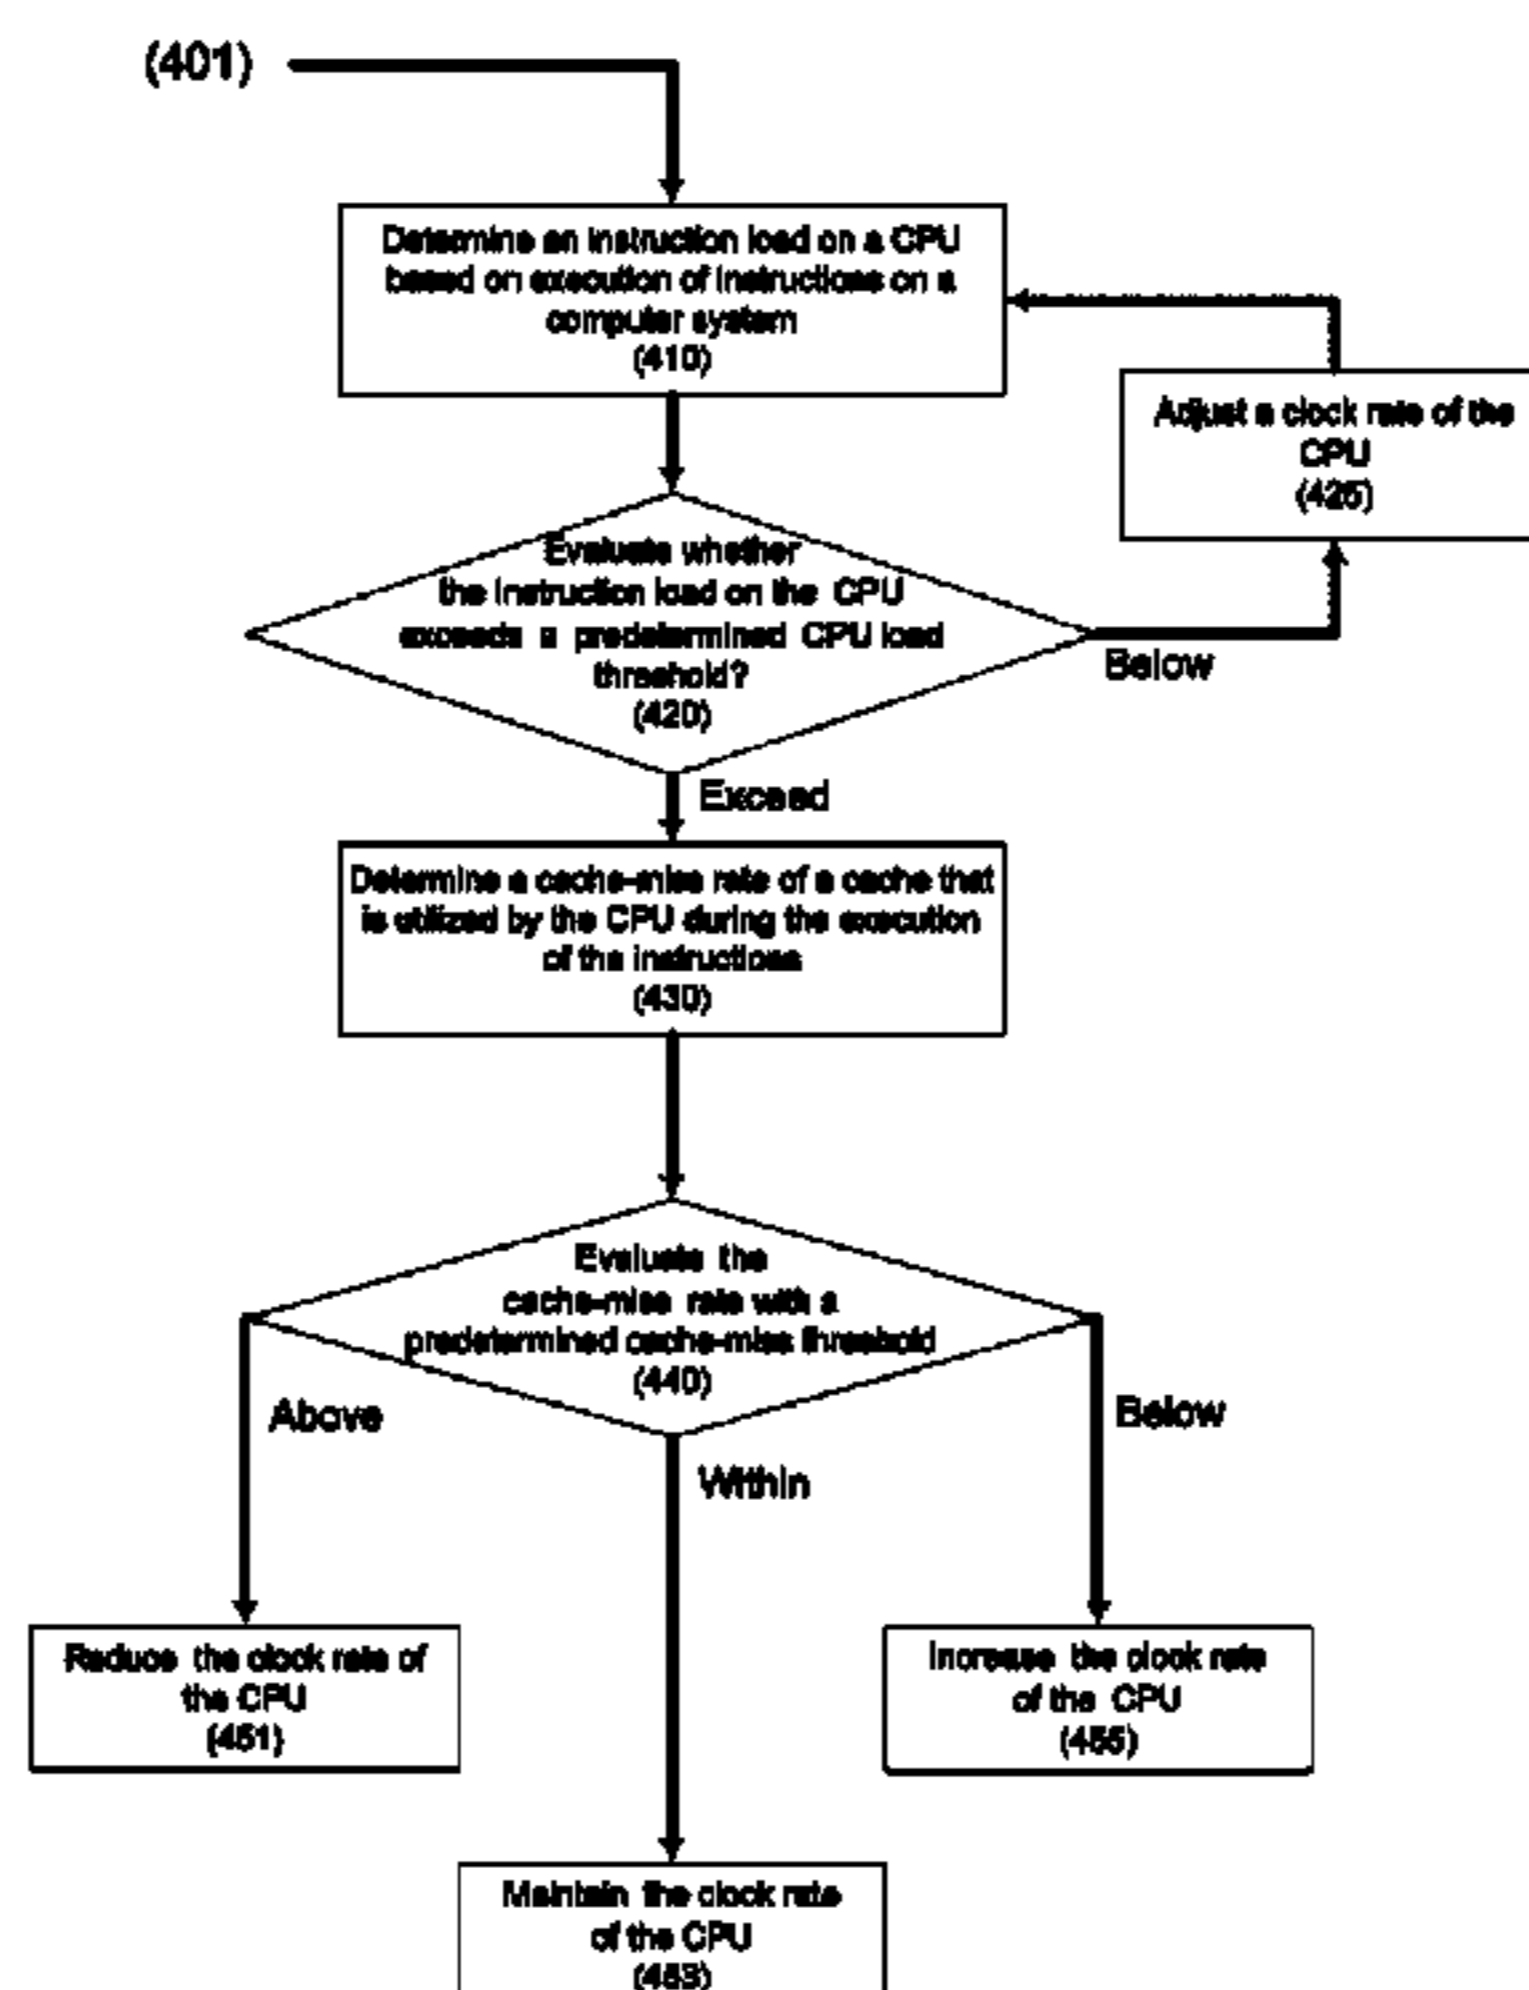 (401)
Determine an instruction load on a CPU
based on execution of instructions on a
computer system
(410)
Adjust a clock rate of the
CPU
(425)
Evaluate whether
the instruction load on the CPU
exceeds a predetermined CPU load
threshold?
(420)
Below
Exceed
Determine a cache-miss rate of a cache that
is utilized by the CPU during the execution
of the instructions
(430)
Evaluate the
cache-miss rate with a
predetermined cache-miss threshold
(440)
Above
Below
Within
Reduce the clock rate of
the CPU
(451)
Increase the clock rate
of the CPU
(455)
Maintain the clock rate
of the CPU
(453)